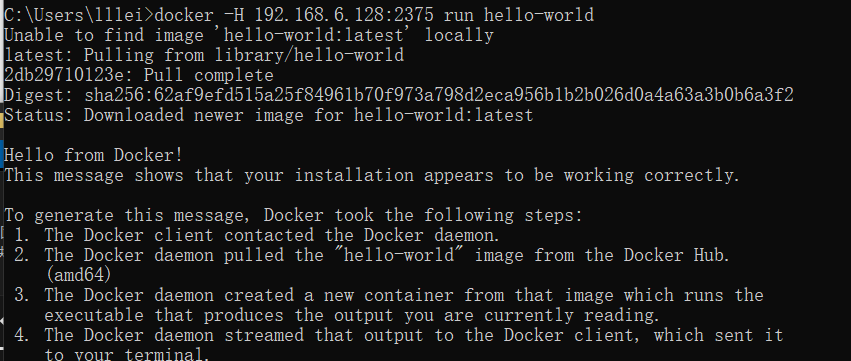 C:\Users\lllei>docker -H 192.168.6.128:2375 run hello-world
Unable to find image 'hello-world:latest' locally
latest: Pulling from library/hello-world
2db29710123e: Pull complete
Digest: sha256:62af9efd515a25f84961b70f973a798d2eca956b1b2b026d0a4a63a3b0b6a3f2
Status: Downloaded newer image for hello-world:latest

Hello from Docker!
This message shows that your installation appears to be working correctly.

To generate this message, Docker took the following steps:
 1. The Docker client contacted the Docker daemon.
 2. The Docker daemon pulled the "hello-world" image from the Docker Hub.
    (amd64)
 3. The Docker daemon created a new container from that image which runs the
    executable that produces the output you are currently reading.
 4. The Docker daemon streamed that output to the Docker client, which sent it
    to your terminal.